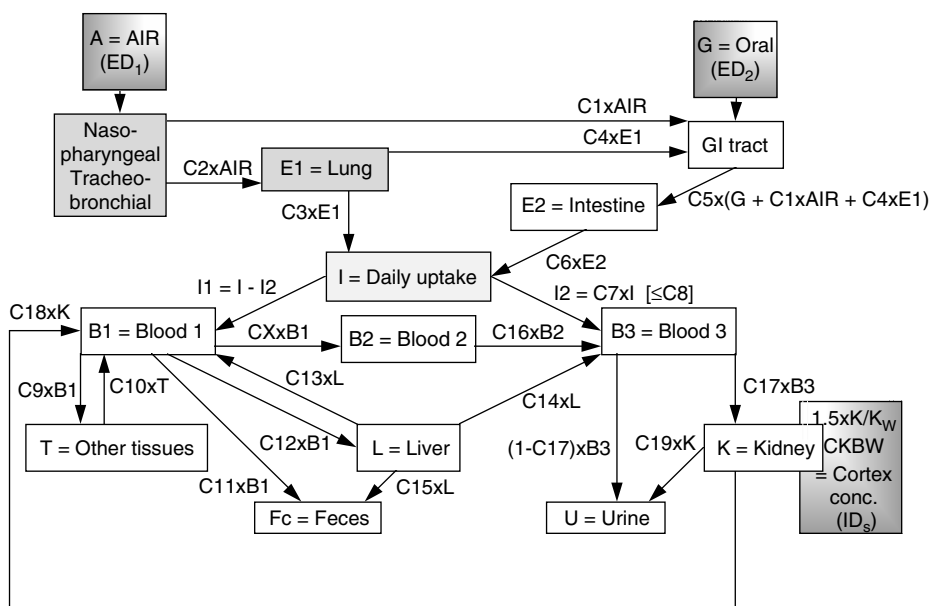 A = AIR
(ED₁)
G = Oral
(ED₂)
C1xAIR
Naso-
pharyngeal
Tracheo-
bronchial
C4xE1
GI tract
C2xAIR
E1 = Lung
C3xE1
E2 = Intestine
C5x(G + C1xAIR + C4xE1)
C6xE2
I = Daily uptake
I1 = I - I2
I2 = C7xI [≤C8]
C18xK
B1 = Blood 1
CXxB1
B2 = Blood 2
C16xB2
B3 = Blood 3
C9xB1
C10xT
C13xL
C14xL
C17xB3
T = Other tissues
C12xB1
L = Liver
(1-C17)xB3
C19xK
K = Kidney
1.5xK/K_W
CKBW
= Cortex
conc.
(ID_s)
C11xB1
C15xL
Fc = Feces
U = Urine